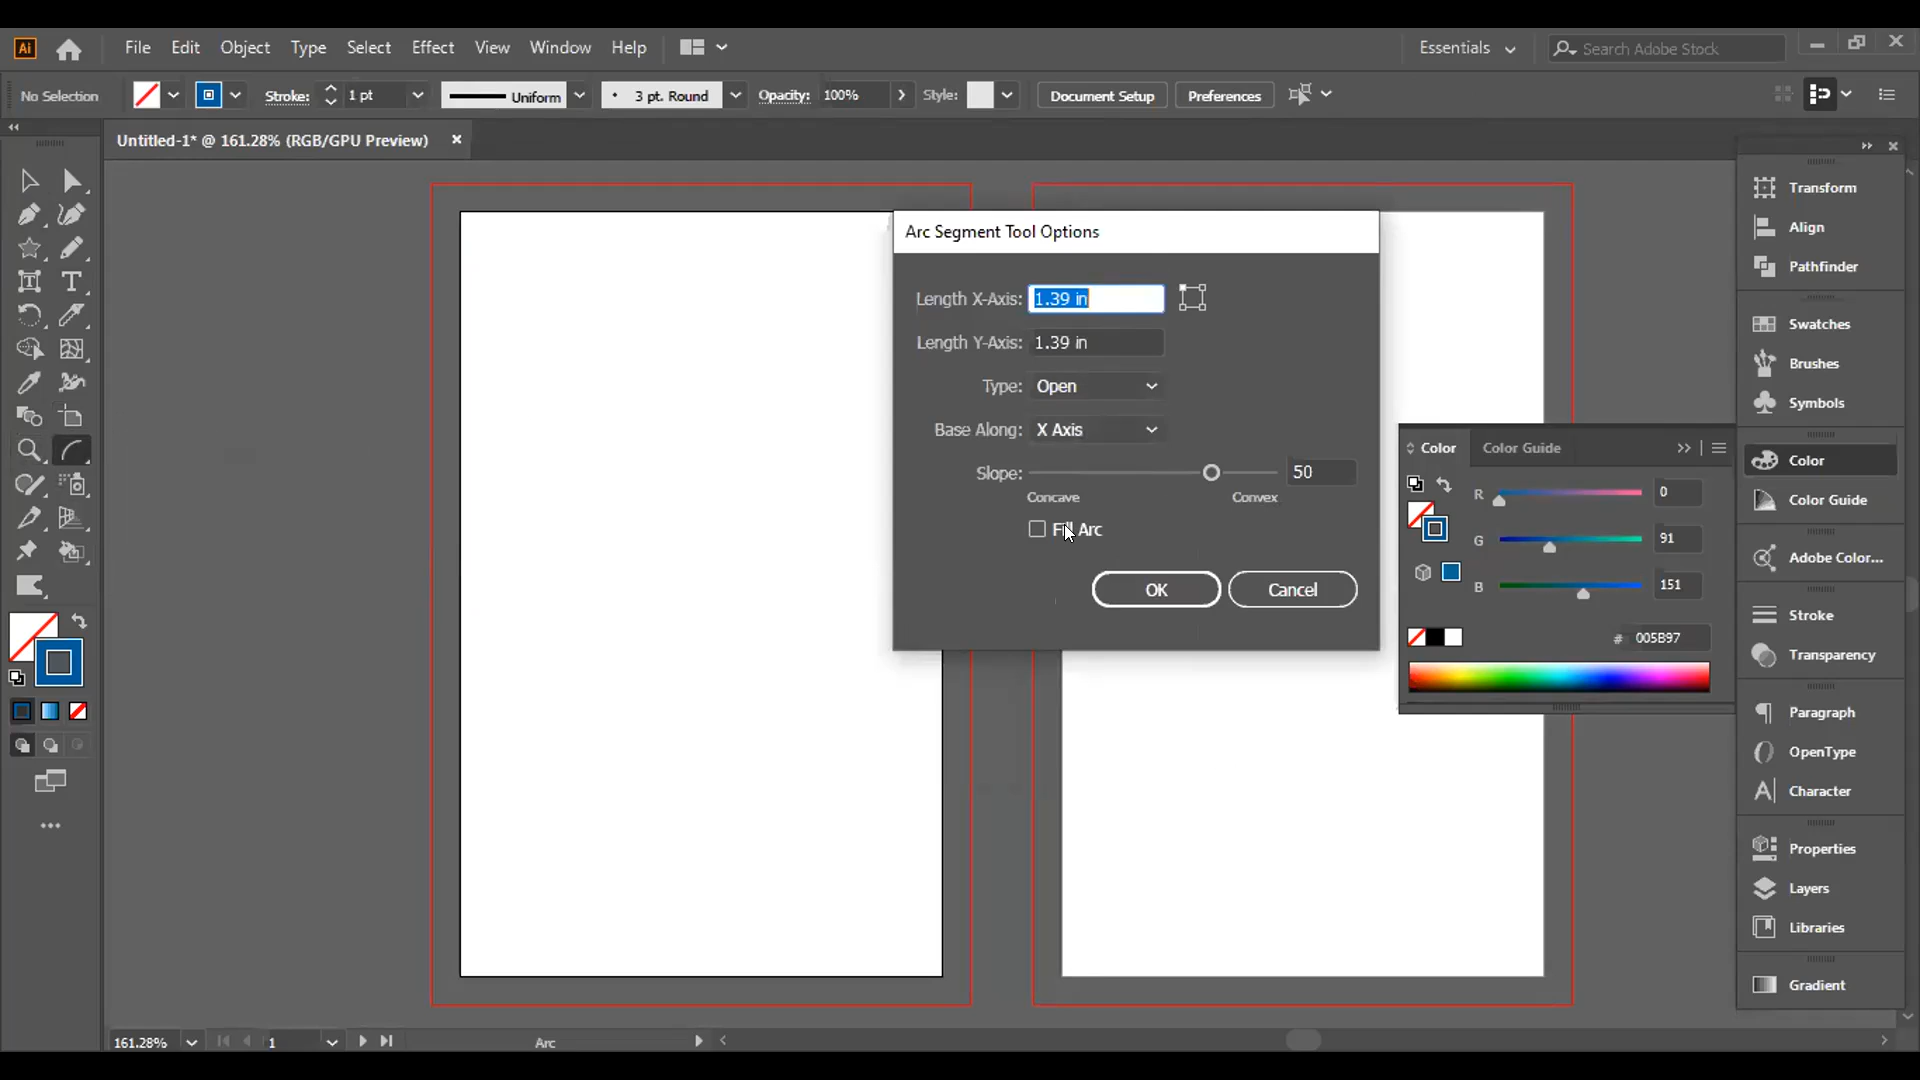 Ai File Edit Object Type Select Effect View Window Help Essentials Search Adobe Stock
No Selection Stroke: 1 pt Uniform 3 pt. Round Opacity: 100% Style: Document Setup Preferences
Untitled-1* @ 161.28% (RGB/GPU Preview)
Arc Segment Tool Options
Length X-Axis: 1.39 in
Length Y-Axis: 1.39 in
Type: Open
Base Along: X Axis
Slope: 50
Concave Convex
Fill Arc
OK Cancel
Color Color Guide
R 0
G 91
B 151
# 005B97
Transform
Align
Pathfinder
Swatches
Brushes
Symbols
Color
Color Guide
Adobe Color...
Stroke
Transparency
Paragraph
OpenType
Character
Properties
Layers
Libraries
Gradient
161.28% 1 Arc